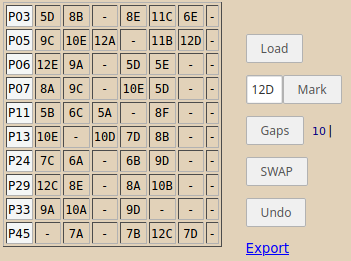 P03 5D 8B - 8E 11C 6E -
P05 9C 10E 12A - 11B 12D -
P06 12E 9A - 5D 5E - -
P07 8A 9C - 10E 5D - -
P11 5B 6C 5A - 8F - -
P13 10E - 10D 7D 8B - -
P24 7C 6A - 6B 9D - -
P29 12C 8E - 8A 10B - -
P33 9A 10A - 9D - - -
P45 - 7A - 7B 12C 7D -
Load
12D Mark
Gaps 10|
SWAP
Undo
Export